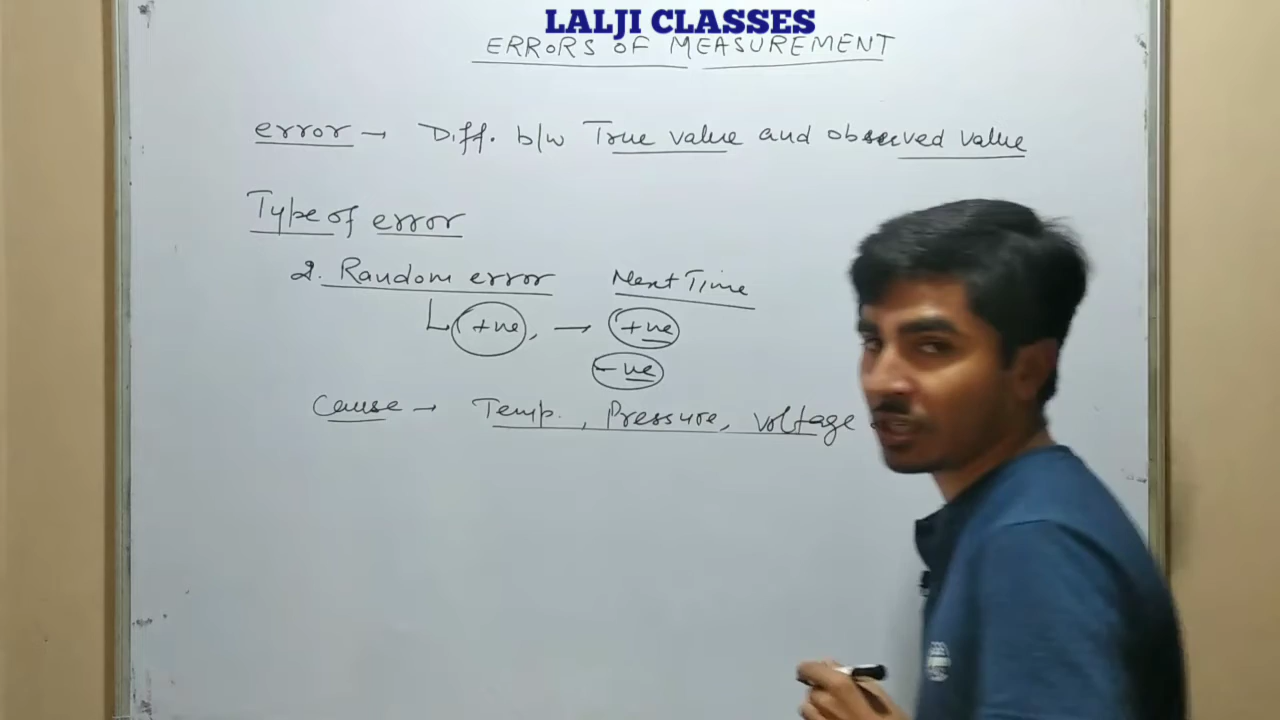 LALJI CLASSES
ERRORS OF MEASUREMENT
error → Diff. b/w True value and observed value
Type of error
2. Random error Next Time
(+ve), → +ve
-ve
Cause → Temp., Pressure, voltage